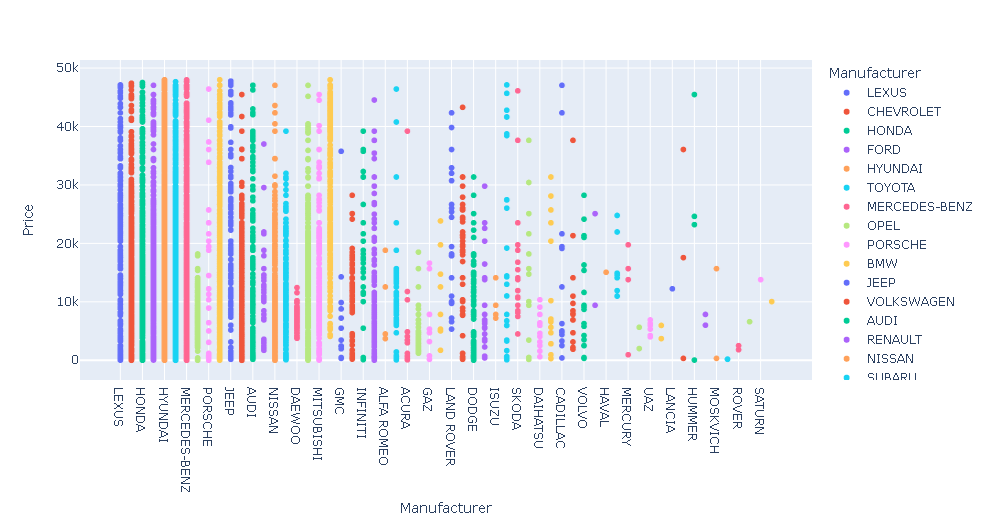 50k
40k
30k
20k
10k
0
Price
LEXUS
HONDA
HYUNDAI
MERCEDES-BENZ
PORSCHE
JEEP
AUDI
NISSAN
DAEWOO
MITSUBISHI
GMC
INFINITI
ALFA ROMEO
ACURA
GAZ
LAND ROVER
DODGE
ISUZU
SKODA
DAIHATSU
CADILLAC
VOLVO
HAVAL
MERCURY
UAZ
LANCIA
HUMMER
MOSKVICH
ROVER
SATURN
Manufacturer
Manufacturer
LEXUS
CHEVROLET
HONDA
FORD
HYUNDAI
TOYOTA
MERCEDES-BENZ
OPEL
PORSCHE
BMW
JEEP
VOLKSWAGEN
AUDI
RENAULT
NISSAN
SUBARU